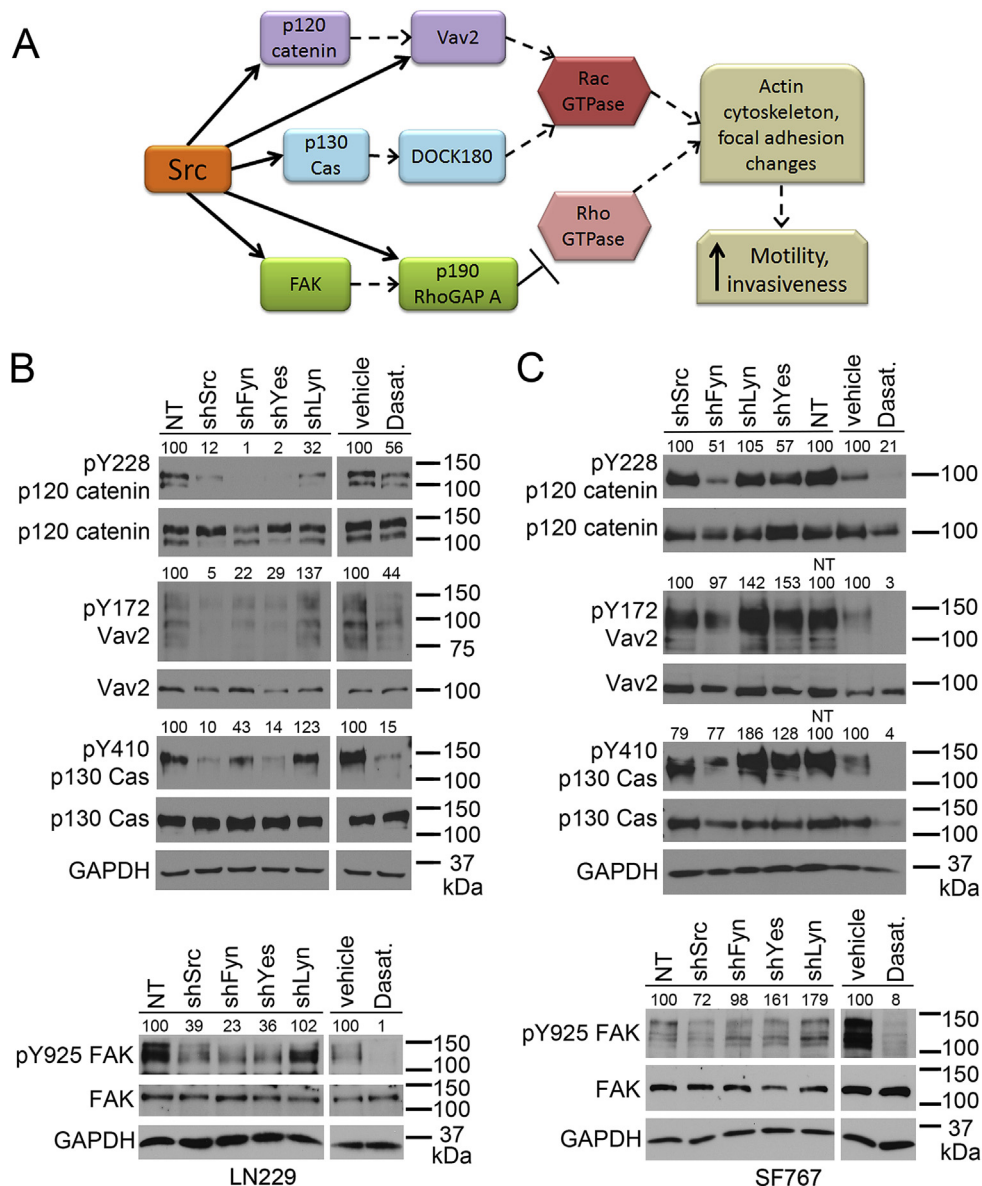 A
p120
catenin
Vav2
Rac
GTPase
Actin
cytoskeleton,
focal adhesion
changes
Src
p130
Cas
DOCK180
Rho
GTPase
FAK
p190
RhoGAP A
Motility,
invasiveness
B
NT shSrc shFyn shYes shLyn vehicle Dasat.
100 12 1 2 32 100 56
pY228
p120 catenin
150
100
p120 catenin
150
100
100 5 22 29 137 100 44
pY172
Vav2
150
100
75
Vav2
100
100 10 43 14 123 100 15
pY410
p130 Cas
150
100
p130 Cas
150
100
GAPDH
37
kDa
NT shSrc shFyn shYes shLyn vehicle Dasat.
100 39 23 36 102 100 1
pY925 FAK
150
100
FAK
150
100
GAPDH
37
kDa
LN229
C
shSrc shFyn shLyn shYes NT vehicle Dasat.
100 51 105 57 100 100 21
pY228
p120 catenin
100
p120 catenin
100
NT
100 97 142 153 100 100 3
pY172
Vav2
150
100
Vav2
100
NT
79 77 186 128 100 100 4
pY410
p130 Cas
150
100
p130 Cas
150
100
GAPDH
37
kDa
NT shSrc shFyn shYes shLyn vehicle Dasat.
100 72 98 161 179 100 8
pY925 FAK
150
100
FAK
150
100
GAPDH
37
kDa
SF767